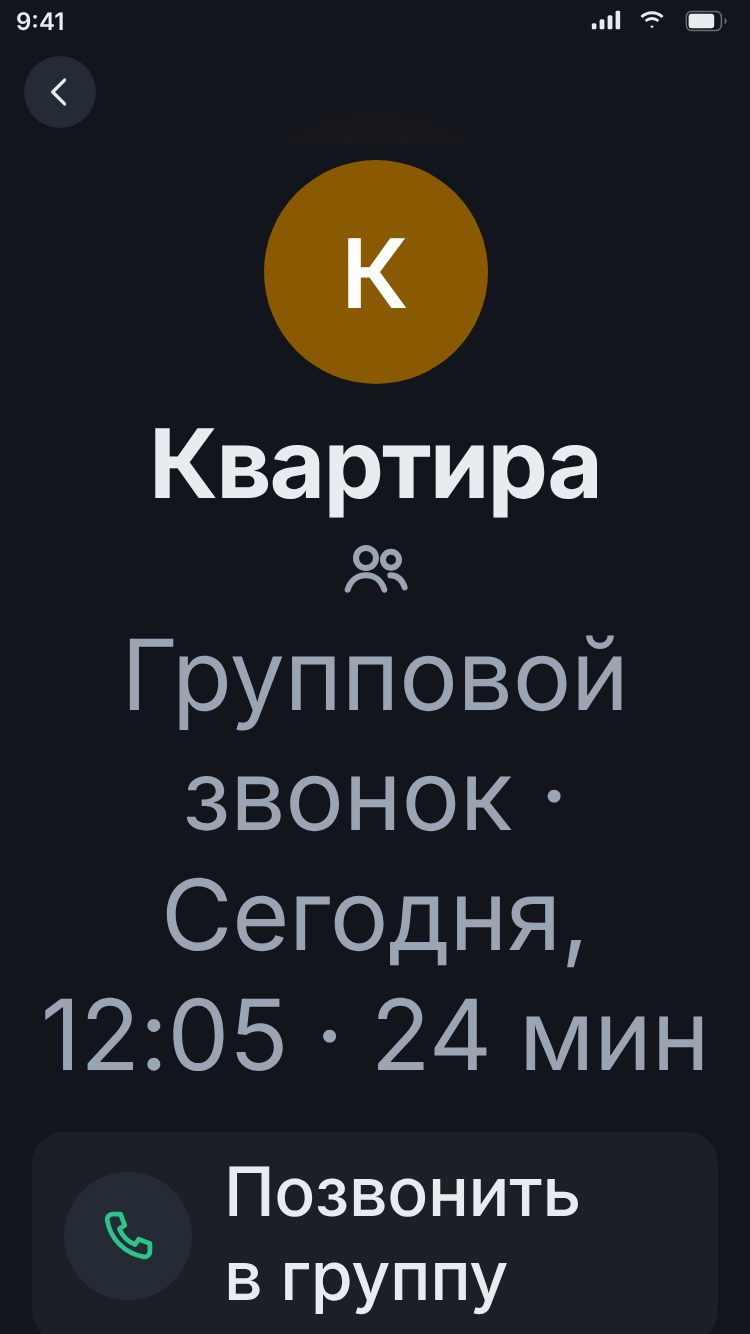 9:41
К
Квартира
Групповой
звонок ·
Сегодня,
12:05 · 24 мин
Позвонить
в группу